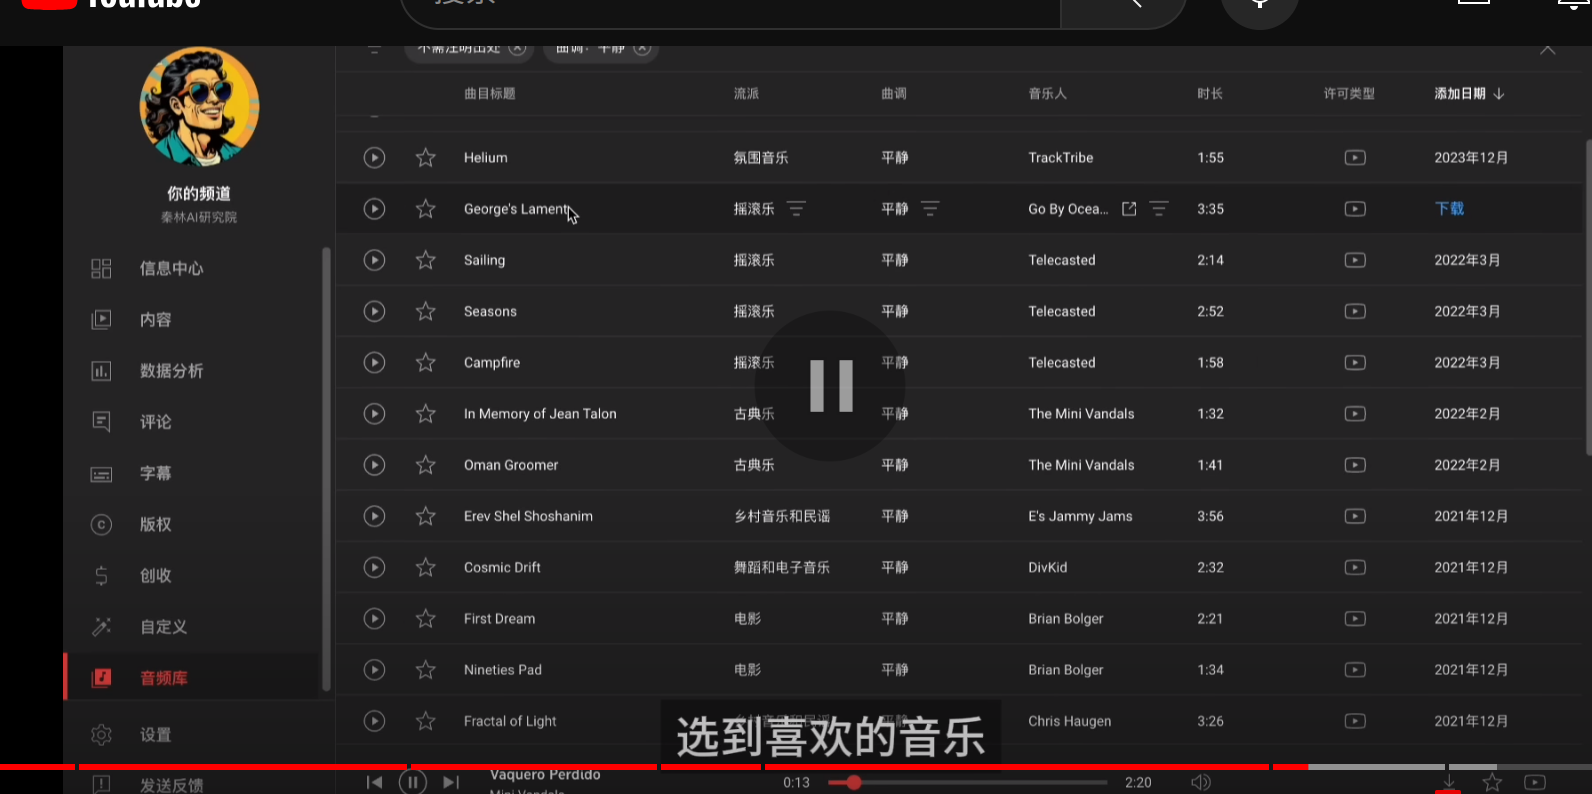 YouTube
搜索
不需注明出处
曲调：平静
曲目标题 流派 曲调 音乐人 时长 许可类型 添加日期
你的频道
秦林AI研究院
信息中心
内容
数据分析
评论
字幕
版权
创收
自定义
音频库
设置
发送反馈
Helium 氛围音乐 平静 TrackTribe 1:55 2023年12月
George's Lament 摇滚乐 平静 Go By Ocea... 3:35 下载
Sailing 摇滚乐 平静 Telecasted 2:14 2022年3月
Seasons 摇滚乐 平静 Telecasted 2:52 2022年3月
Campfire 摇滚乐 平静 Telecasted 1:58 2022年3月
In Memory of Jean Talon 古典乐 平静 The Mini Vandals 1:32 2022年2月
Oman Groomer 古典乐 平静 The Mini Vandals 1:41 2022年2月
Erev Shel Shoshanim 乡村音乐和民谣 平静 E's Jammy Jams 3:56 2021年12月
Cosmic Drift 舞蹈和电子音乐 平静 DivKid 2:32 2021年12月
First Dream 电影 平静 Brian Bolger 2:21 2021年12月
Nineties Pad 电影 平静 Brian Bolger 1:34 2021年12月
Fractal of Light Chris Haugen 3:26 2021年12月
选到喜欢的音乐
Vaquero Perdido 0:13 2:20